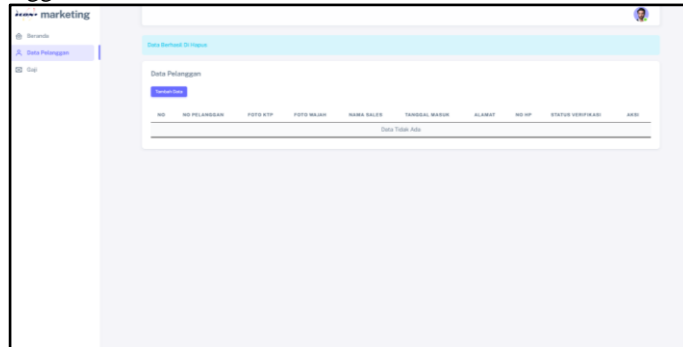 marketing
Beranda
Data Pelanggan
Gaji
Data Berhasil Di Hapus
Data Pelanggan
Tambah Data
NO NO PELANGGAN FOTO KTP FOTO WAJAH NAMA SALES TANGGAL MASUK ALAMAT NO HP STATUS VERIFIKASI AKSI
Data Tidak Ada